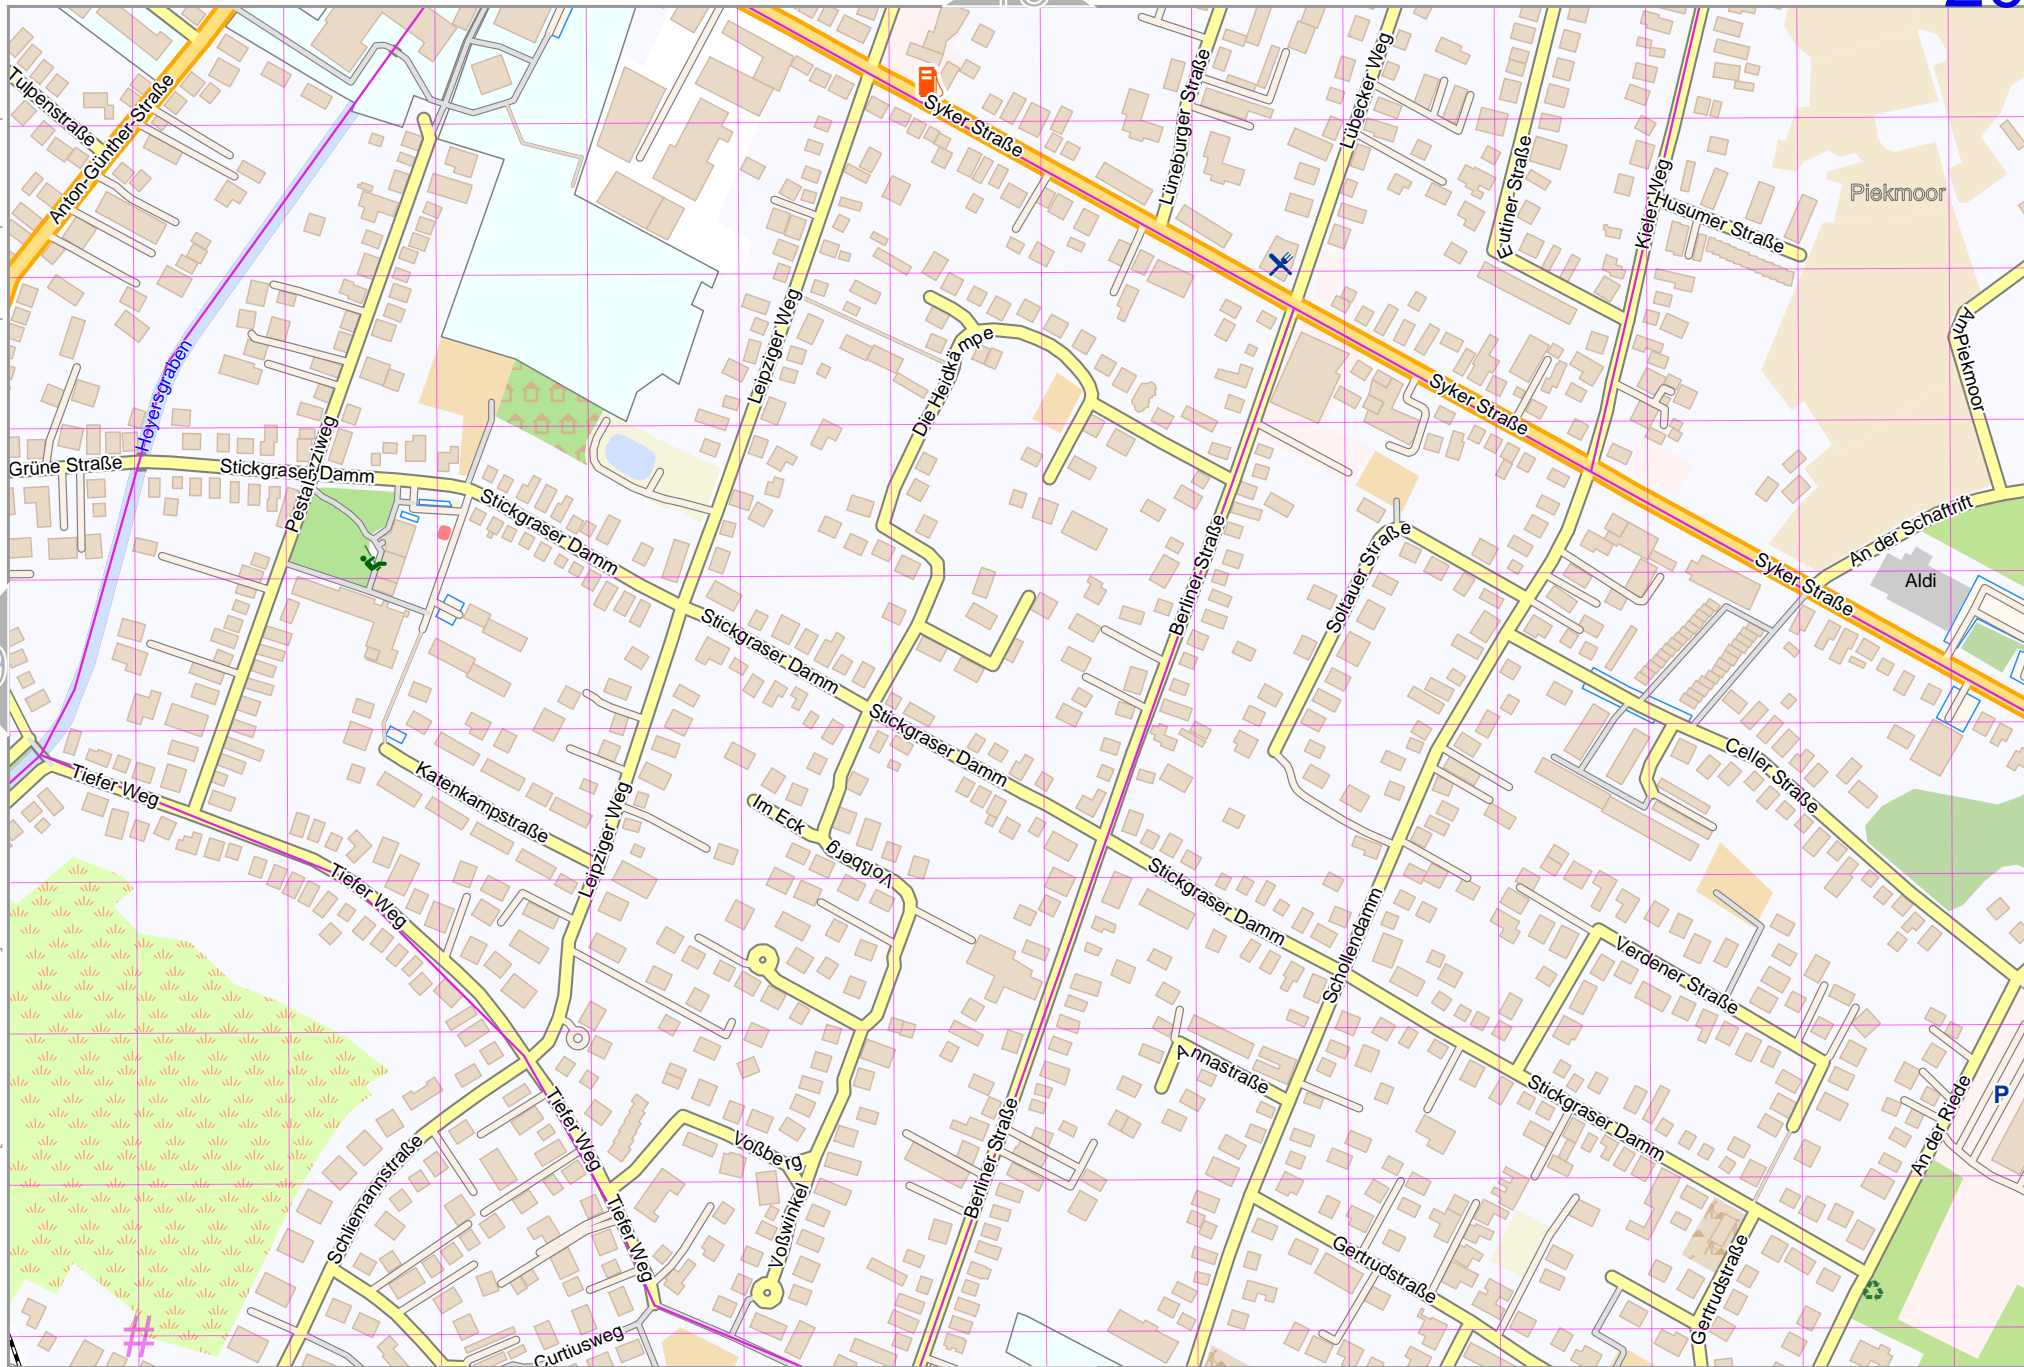 Tulpenstraße
Anton-Günther-Straße
Syker Straße
Lüneburger Straße
Lübecker Weg
Eutiner-Straße
Kieler Weg
Husumer Straße
Piekmoor
Am Piekmoor
Hoyersgraben
Leipziger Weg
Die Heidkämpe
Syker Straße
Grüne Straße
Stickgraser Damm
Pestalozziweg
Stickgraser Damm
Berliner Straße
Soltauer Straße
An der Schaftrift
Syker Straße
Aldi
Stickgraser Damm
Stickgraser Damm
Tiefer Weg
Katenkampstraße
Leipziger Weg
Im Eck
Voßberg
Celler Straße
Tiefer Weg
Stickgraser Damm
Schollendamm
Verdener Straße
Annastraße
Tiefer Weg
Schliemannstraße
Voßberg
Voßwinkel
Berliner Straße
Stickgraser Damm
An der Riede
P
Tiefer Weg
Gertrudstraße
Gertrudstraße
Curtiusweg
#